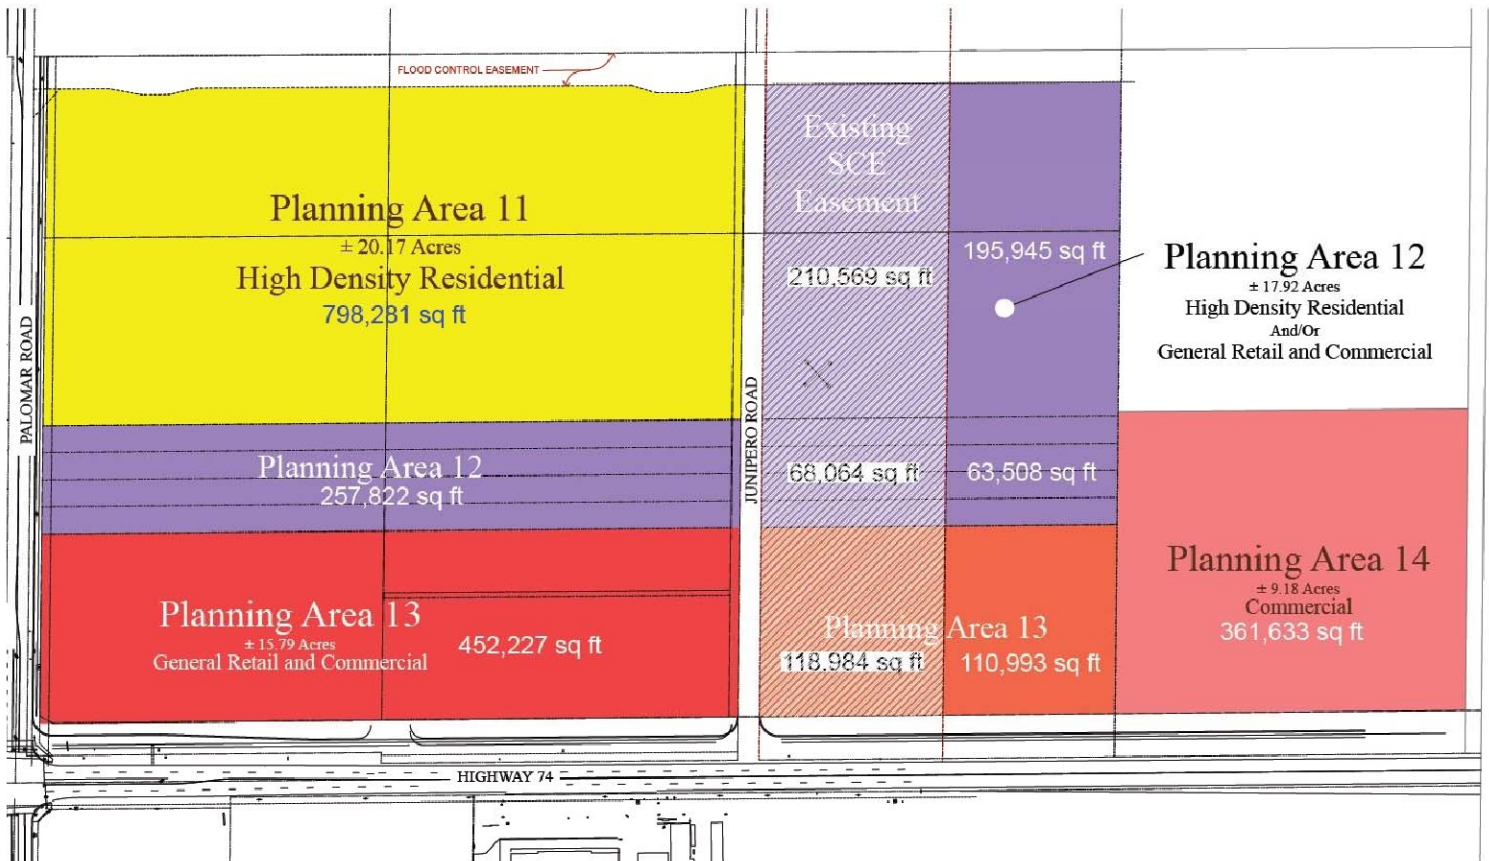 FLOOD CONTROL EASEMENT
Existing
SCE
Easement
Planning Area 11
± 20.17 Acres
High Density Residential
798,281 sq ft
210,569 sq ft
195,945 sq ft
Planning Area 12
± 17.92 Acres
High Density Residential
And/Or
General Retail and Commercial
PALOMAR ROAD
JUNIPERO ROAD
Planning Area 12
257,822 sq ft
68,064 sq ft
63,508 sq ft
Planning Area 13
± 15.79 Acres
General Retail and Commercial
452,227 sq ft
Planning Area 13
118.984 sq ft
110,993 sq ft
Planning Area 14
± 9.18 Acres
Commercial
361,633 sq ft
HIGHWAY 74